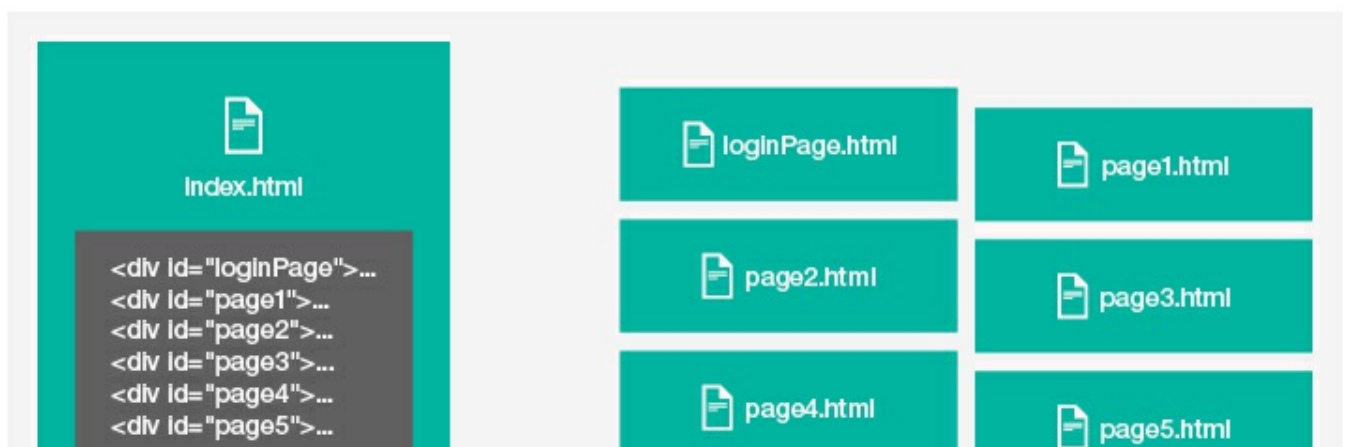 index.html
<div id="loginPage">...
<div id="page1">...
<div id="page2">...
<div id="page3">...
<div id="page4">...
<div id="page5">...
loginPage.html
page1.html
page2.html
page3.html
page4.html
page5.html